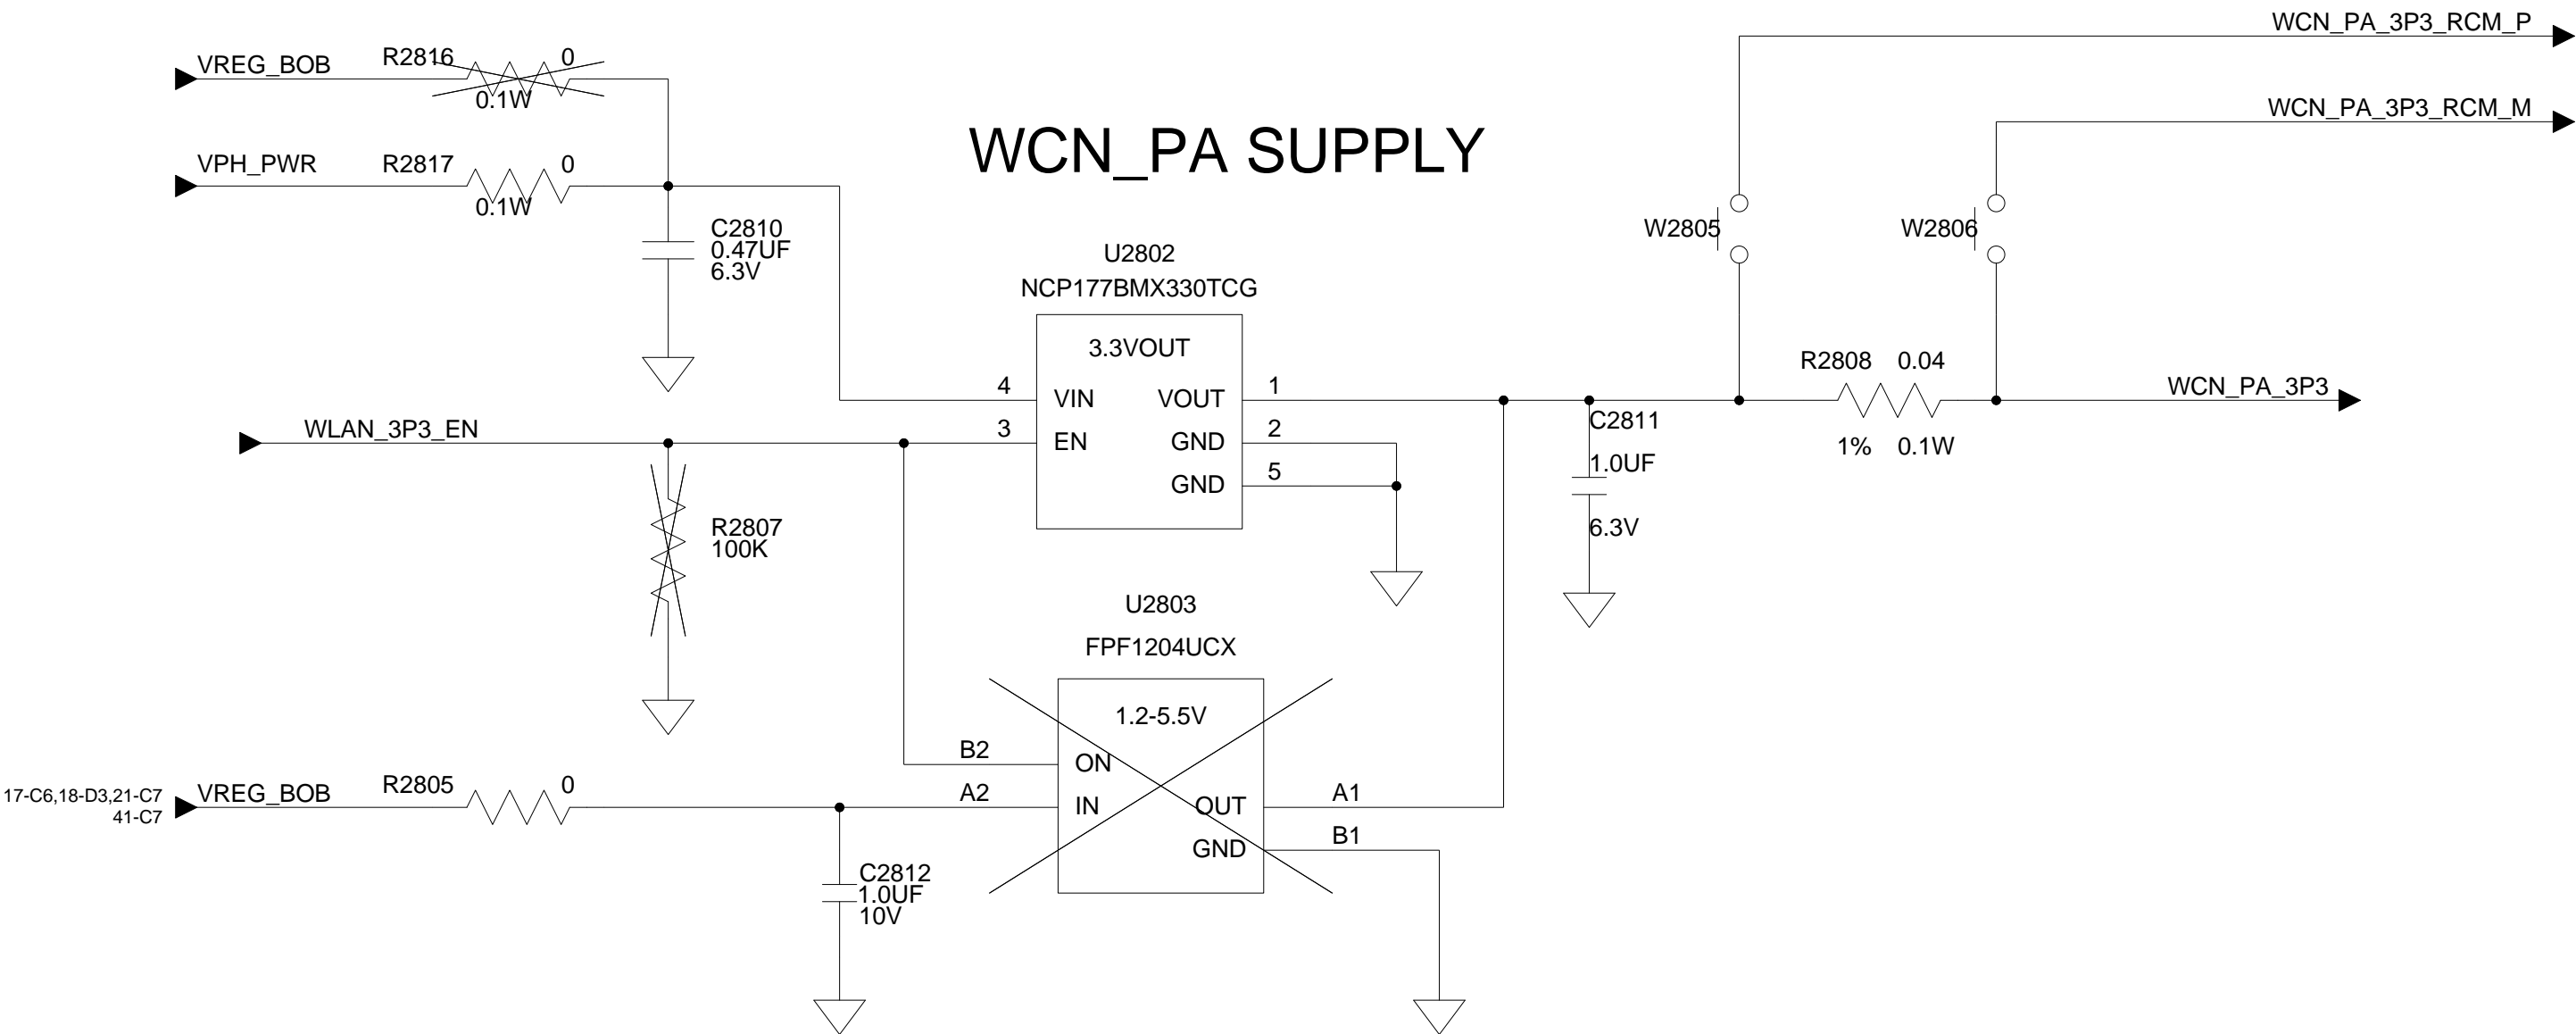 WCN_PA_3P3_RCM_P
VREG_BOB
R2816
0
0.1W
WCN_PA_3P3_RCM_M
WCN_PA SUPPLY
VPH_PWR
R2817
0
0.1W
C2810
0.47UF
6.3V
W2805
W2806
U2802
NCP177BMX330TCG
3.3VOUT
4
VIN
VOUT
1
3
EN
GND
2
GND
5
R2808
0.04
1%
0.1W
WCN_PA_3P3
WLAN_3P3_EN
C2811
1.0UF
6.3V
R2807
100K
U2803
FPF1204UCX
1.2-5.5V
B2
ON
A2
IN
OUT
A1
GND
B1
17-C6,18-D3,21-C7
41-C7
VREG_BOB
R2805
0
C2812
1.0UF
10V